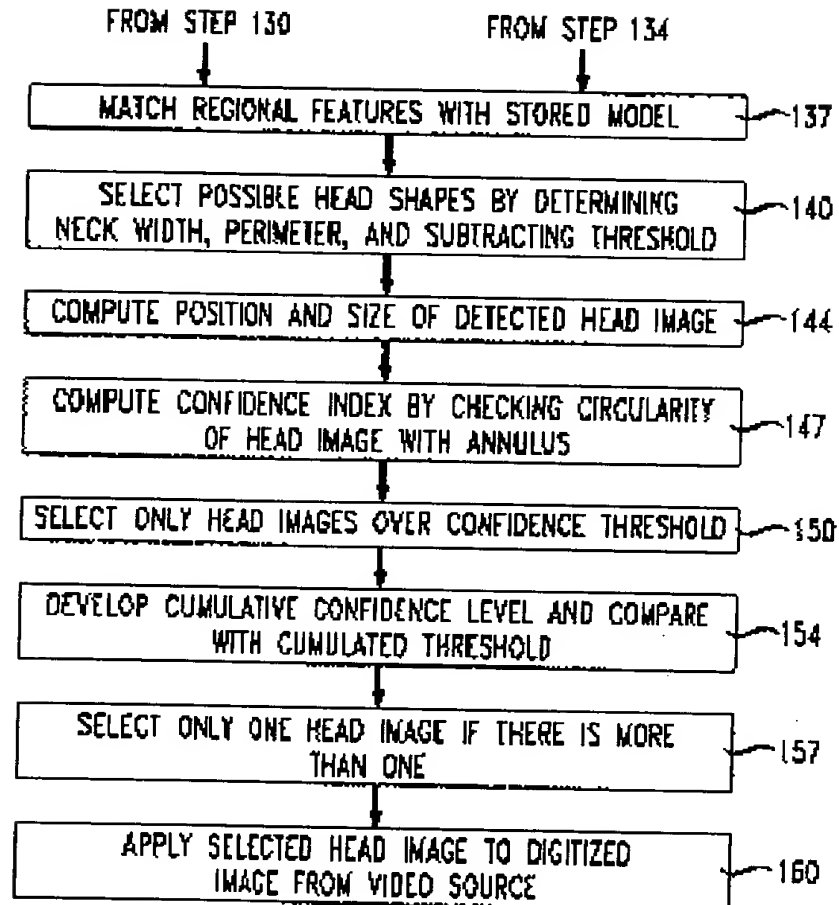 FROM STEP 130
FROM STEP 134
MATCH REGIONAL FEATURES WITH STORED MODEL
137
SELECT POSSIBLE HEAD SHAPES BY DETERMINING
NECK WIDTH, PERIMETER, AND SUBTRACTING THRESHOLD
140
COMPUTE POSITION AND SIZE OF DETECTED HEAD IMAGE
144
COMPUTE CONFIDENCE INDEX BY CHECKING CIRCULARITY
OF HEAD IMAGE WITH ANNULUS
147
SELECT ONLY HEAD IMAGES OVER CONFIDENCE THRESHOLD
150
DEVELOP CUMULATIVE CONFIDENCE LEVEL AND COMPARE
WITH CUMULATED THRESHOLD
154
SELECT ONLY ONE HEAD IMAGE IF THERE IS MORE
THAN ONE
157
APPLY SELECTED HEAD IMAGE TO DIGITIZED
IMAGE FROM VIDEO SOURCE
160